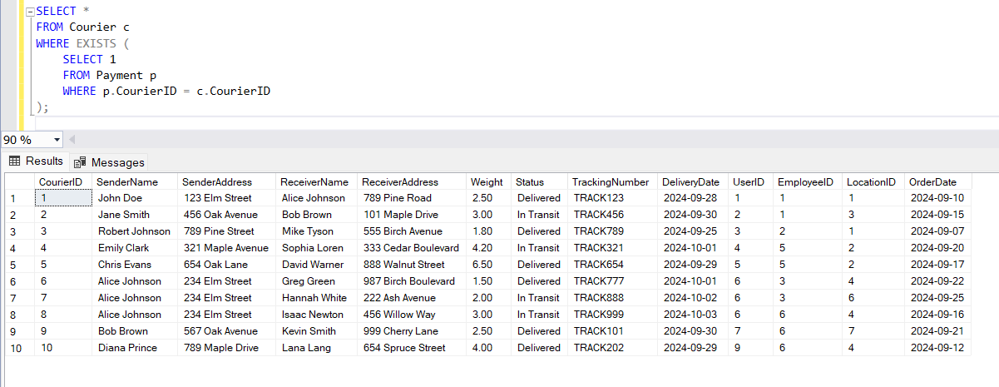 SELECT *
FROM Courier c
WHERE EXISTS (
SELECT 1
FROM Payment p
WHERE p.CourierID = c.CourierID
);
90 %
Results Messages
CourierID SenderName SenderAddress ReceiverName ReceiverAddress Weight Status TrackingNumber DeliveryDate UserID EmployeeID LocationID OrderDate
1 1 John Doe 123 Elm Street Alice Johnson 789 Pine Road 2.50 Delivered TRACK123 2024-09-28 1 1 1 2024-09-10
2 2 Jane Smith 456 Oak Avenue Bob Brown 101 Maple Drive 3.00 In Transit TRACK456 2024-09-30 2 1 3 2024-09-15
3 3 Robert Johnson 789 Pine Street Mike Tyson 555 Birch Avenue 1.80 Delivered TRACK789 2024-09-25 3 2 1 2024-09-07
4 4 Emily Clark 321 Maple Avenue Sophia Loren 333 Cedar Boulevard 4.20 In Transit TRACK321 2024-10-01 4 5 2 2024-09-20
5 5 Chris Evans 654 Oak Lane David Warner 888 Walnut Street 6.50 Delivered TRACK654 2024-09-29 5 5 2 2024-09-17
6 6 Alice Johnson 234 Elm Street Greg Green 987 Birch Boulevard 1.50 Delivered TRACK777 2024-10-01 6 3 4 2024-09-22
7 7 Alice Johnson 234 Elm Street Hannah White 222 Ash Avenue 2.00 In Transit TRACK888 2024-10-02 6 3 6 2024-09-25
8 8 Alice Johnson 234 Elm Street Isaac Newton 456 Willow Way 3.00 In Transit TRACK999 2024-10-03 6 6 4 2024-09-16
9 9 Bob Brown 567 Oak Avenue Kevin Smith 999 Cherry Lane 2.50 Delivered TRACK101 2024-09-30 7 6 7 2024-09-21
10 10 Diana Prince 789 Maple Drive Lana Lang 654 Spruce Street 4.00 Delivered TRACK202 2024-09-29 9 6 4 2024-09-12